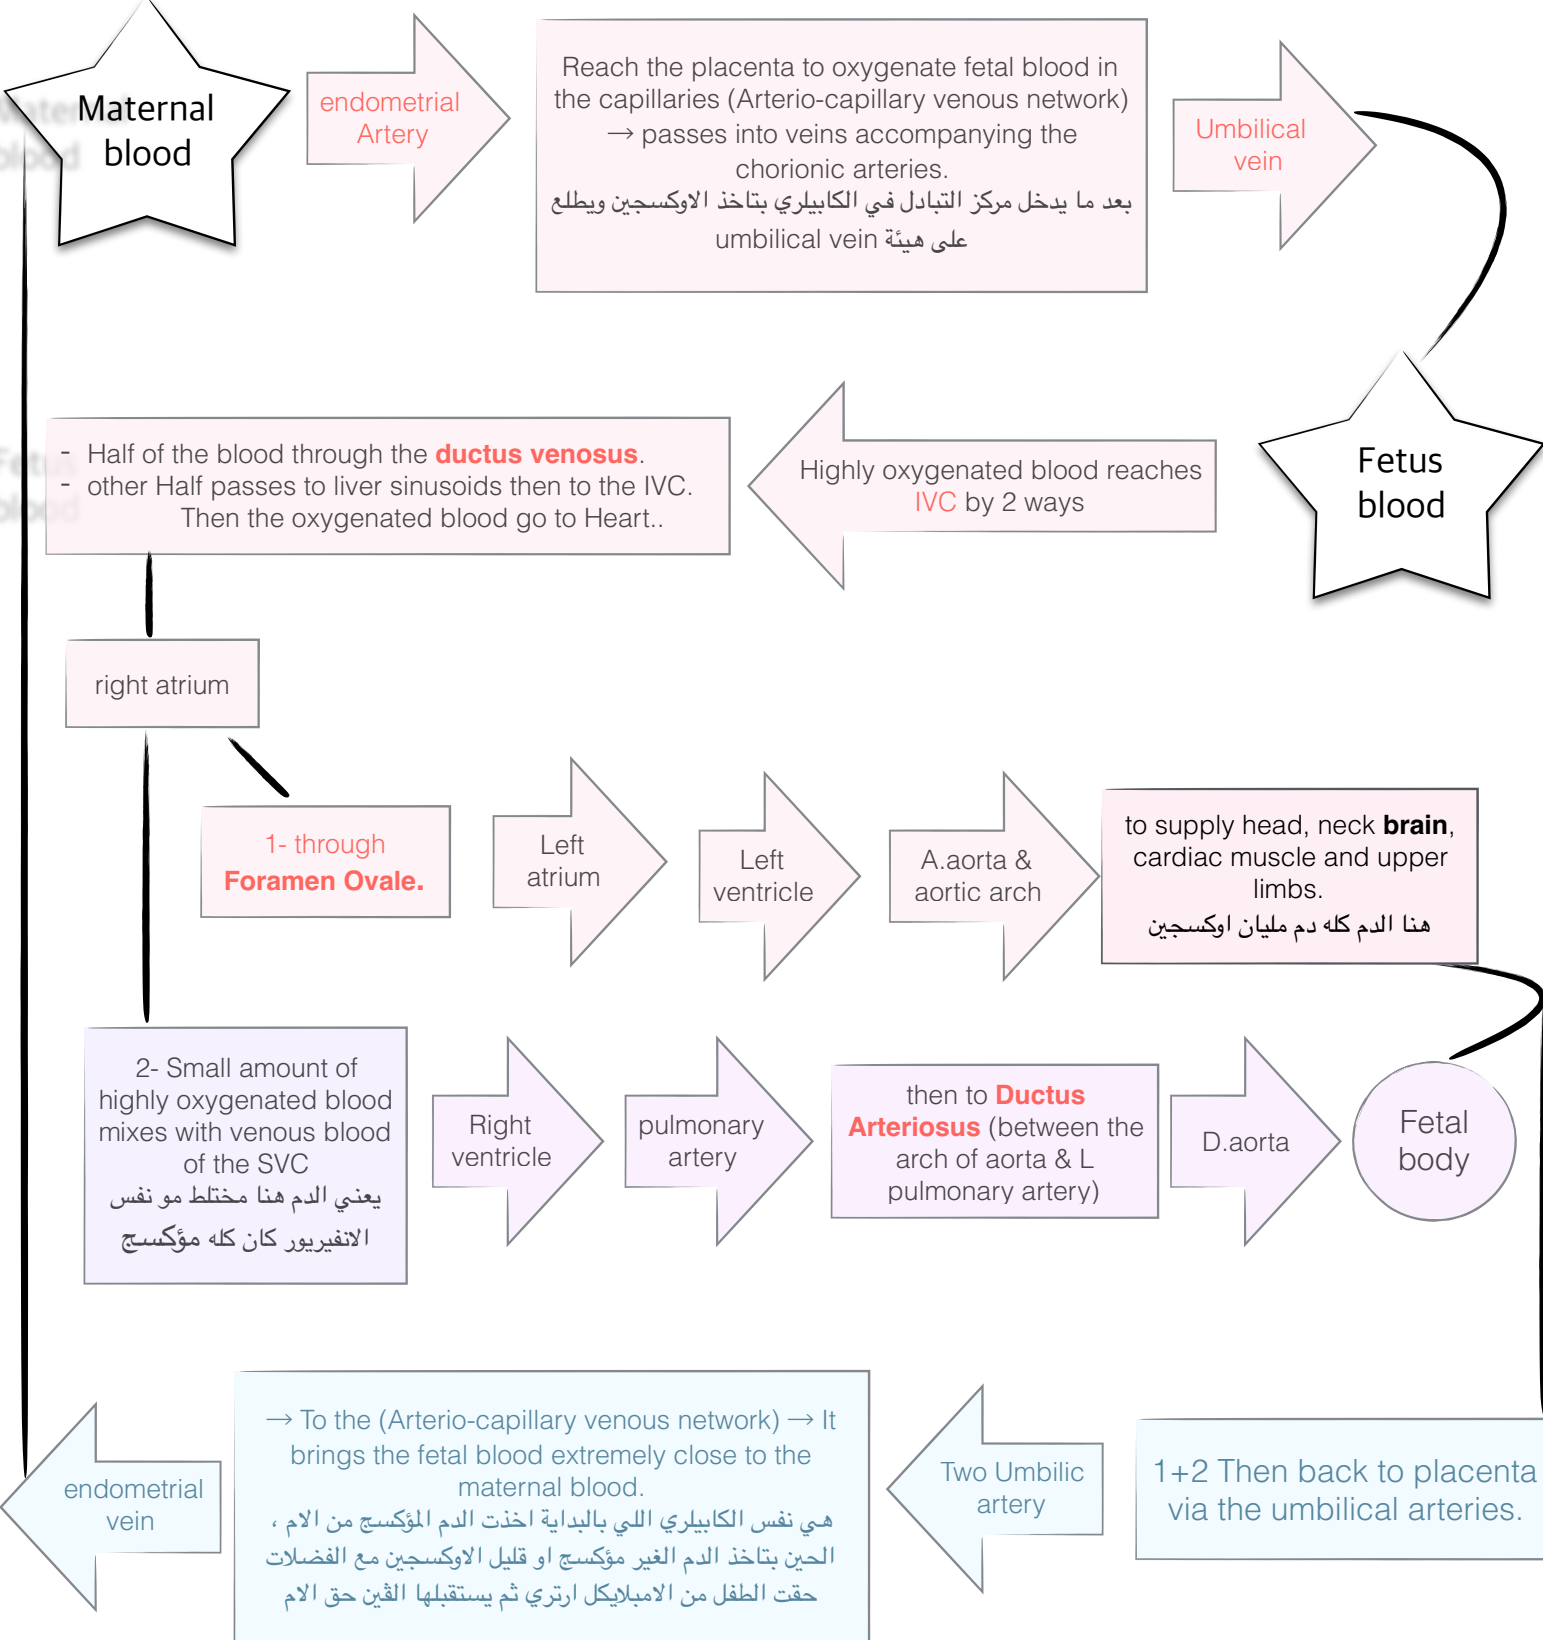 Maternal
blood
endometrial
Artery
Reach the placenta to oxygenate fetal blood in
the capillaries (Arterio-capillary venous network)
→ passes into veins accompanying the
chorionic arteries.
بعد ما يدخل مركز التبادل في الكابيلري بتاخذ الاوكسجين ويطلع
على هيئة umbilical vein
Umbilical
vein
Fetus
blood
Highly oxygenated blood reaches
IVC by 2 ways
- Half of the blood through the ductus venosus.
- other Half passes to liver sinusoids then to the IVC.
Then the oxygenated blood go to Heart..
right atrium
1- through
Foramen Ovale.
Left
atrium
Left
ventricle
A.aorta &
aortic arch
to supply head, neck brain,
cardiac muscle and upper
limbs.
هنا الدم كله دم مليان اوكسجين
2- Small amount of
highly oxygenated blood
mixes with venous blood
of the SVC
يعني الدم هنا مختلط مو نفس
الانفيريور كان كله مؤكسج
Right
ventricle
pulmonary
artery
then to Ductus
Arteriosus (between the
arch of aorta & L
pulmonary artery)
D.aorta
Fetal
body
1+2 Then back to placenta
via the umbilical arteries.
Two Umbilic
artery
→ To the (Arterio-capillary venous network) → It
brings the fetal blood extremely close to the
maternal blood.
هي نفس الكابيلري اللي بالبداية اخذت الدم المؤكسج من الام ،
الحين بتاخذ الدم الغير مؤكسج او قليل الاوكسجين مع الفضلات
حقت الطفل من الامبلايكل ارتري ثم يستقبلها الڤين حق الام
endometrial
vein